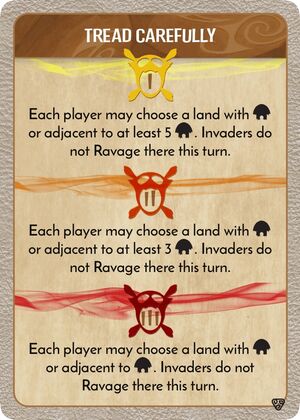 TREAD CAREFULLY
Each player may choose a land with
or adjacent to at least 5 . Invaders do
not Ravage there this turn.
Each player may choose a land with
or adjacent to at least 3 . Invaders do
not Ravage there this turn.
Each player may choose a land with
or adjacent to . Invaders do not
Ravage there this turn.